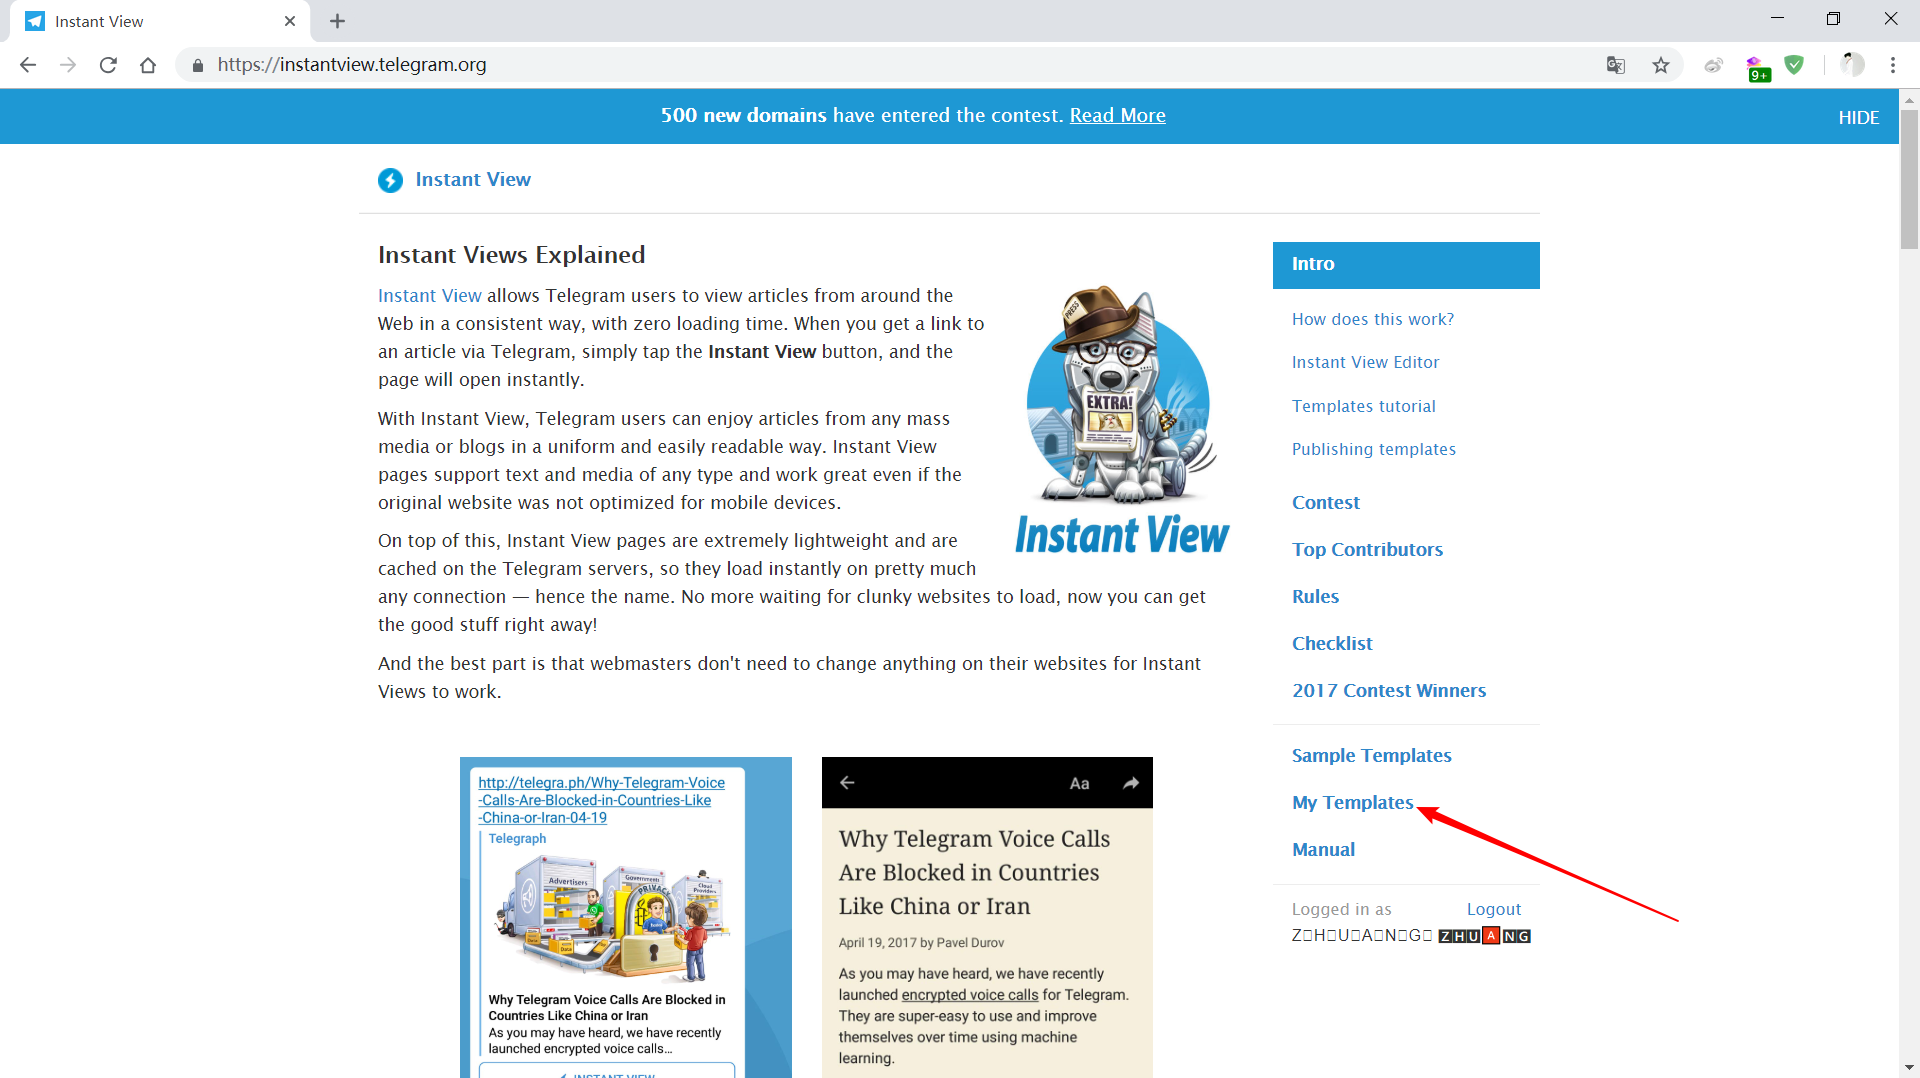 Instant View
https://instantview.telegram.org
9+
500 new domains have entered the contest. Read More
HIDE
Instant View
Instant Views Explained
Instant View allows Telegram users to view articles from around the
Web in a consistent way, with zero loading time. When you get a link to
an article via Telegram, simply tap the Instant View button, and the
page will open instantly.
With Instant View, Telegram users can enjoy articles from any mass
media or blogs in a uniform and easily readable way. Instant View
pages support text and media of any type and work great even if the
original website was not optimized for mobile devices.
On top of this, Instant View pages are extremely lightweight and are
cached on the Telegram servers, so they load instantly on pretty much
any connection — hence the name. No more waiting for clunky websites to load, now you can get
the good stuff right away!
And the best part is that webmasters don't need to change anything on their websites for Instant
Views to work.
PRESS
EXTRA!
Instant View
http://telegra.ph/Why-Telegram-Voice
-Calls-Are-Blocked-in-Countries-Like
-China-or-Iran-04-19
Telegraph
Advertisers
Governments
Cloud
Providers
PRIVACY
Data
Data
Why Telegram Voice Calls Are Blocked in
Countries Like China or Iran
As you may have heard, we have recently
launched encrypted voice calls...
INSTANT VIEW
Aa
Why Telegram Voice Calls
Are Blocked in Countries
Like China or Iran
April 19, 2017 by Pavel Durov
As you may have heard, we have recently
launched encrypted voice calls for Telegram.
They are super-easy to use and improve
themselves over time using machine
learning.
Intro
How does this work?
Instant View Editor
Templates tutorial
Publishing templates
Contest
Top Contributors
Rules
Checklist
2017 Contest Winners
Sample Templates
My Templates
Manual
Logged in as
Logout
Z▯H▯U▯A▯N▯G▯ ZHUANG